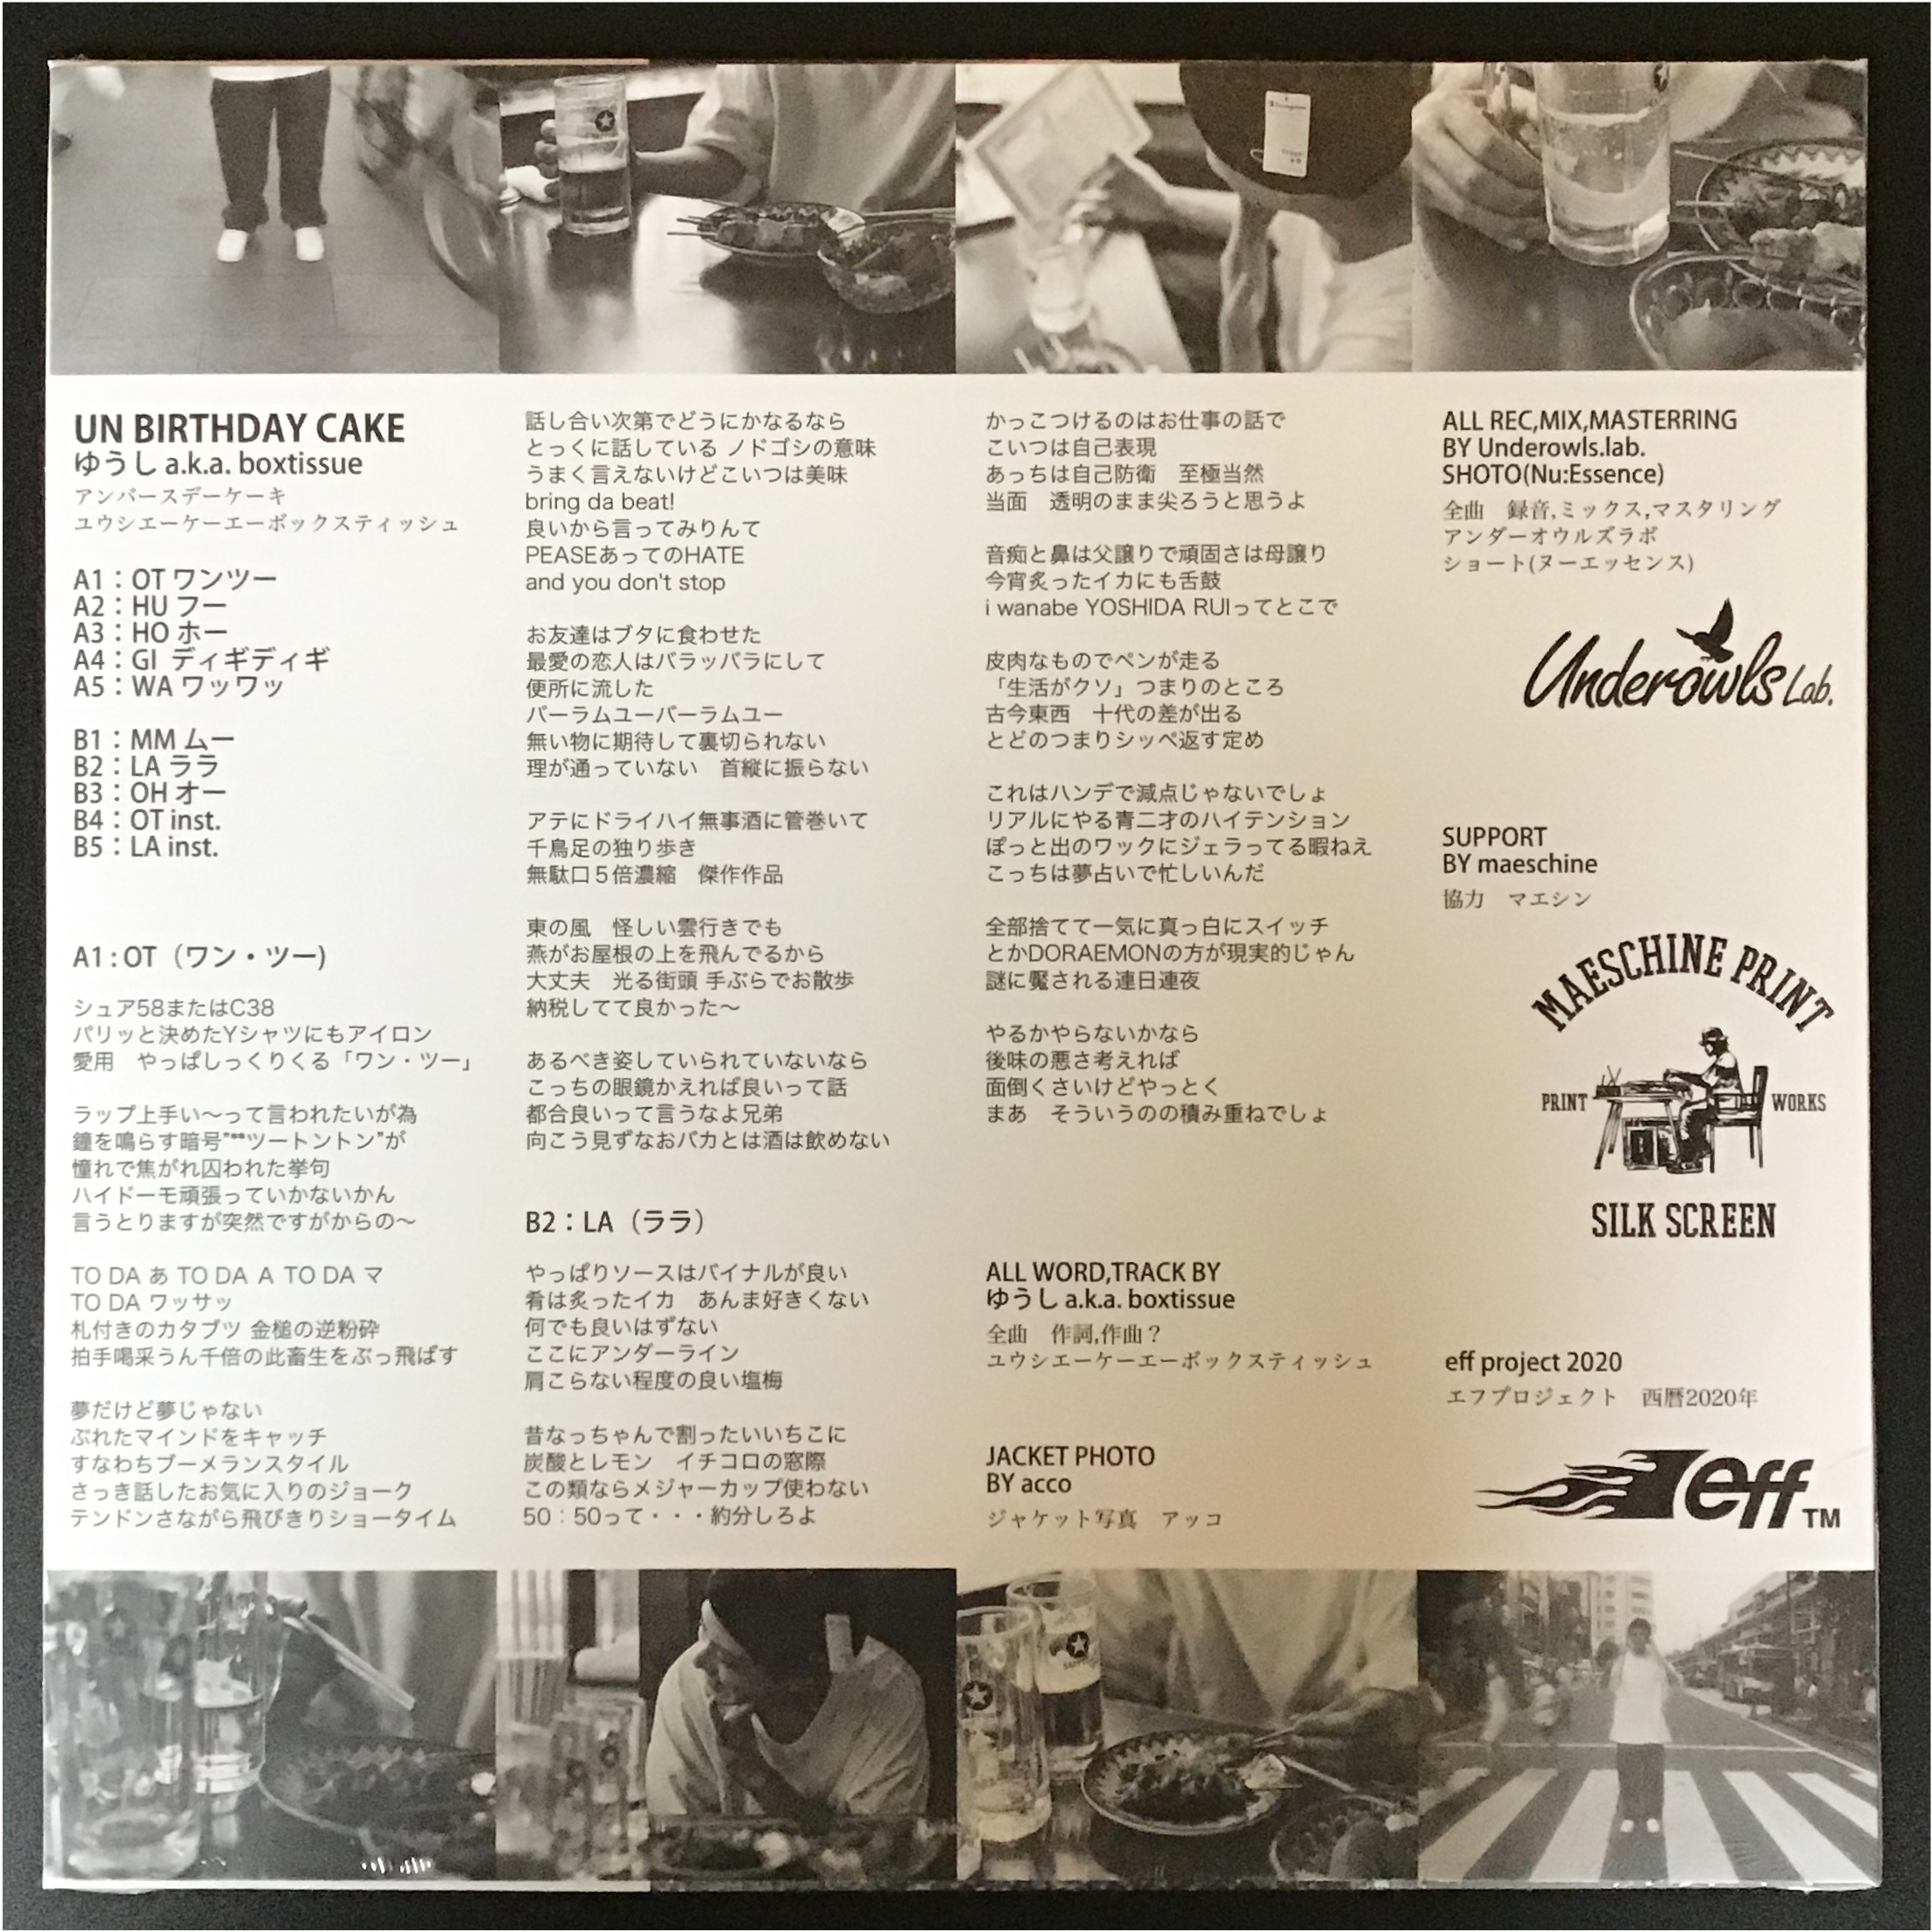 UN BIRTHDAY CAKE
ゆうし a.k.a. boxtissue
アンバースデーケーキ
ユウシエーケーエーボックスティッシュ
A1：OT ワンツー
A2：HU フー
A3：HO ホー
A4：GI ディギディギ
A5：WA ワッワッ
B1：MM ムー
B2：LA ララ
B3：OH オー
B4：OT inst.
B5：LA inst.
A1：OT（ワン・ツー）
シュア58またはC38
パリッと決めたYシャツにもアイロン
愛用　やっぱしっくりくる「ワン・ツー」
ラップ上手い〜って言われたいが為
鐘を鳴らす暗号"**ツートントン"が
憧れで焦がれ囚われた挙句
ハイドーモ頑張っていかないかん
言うとりますが突然ですがからの〜
TO DA あ TO DA A TO DA マ
TO DA ワッサッ
札付きのカタブツ 金槌の逆粉砕
拍手喝采うん千倍の此畜生をぶっ飛ばす
夢だけど夢じゃない
ぶれたマインドをキャッチ
すなわちブーメランスタイル
さっき話したお気に入りのジョーク
テンドンさながら飛びきりショータイム
話し合い次第でどうにかなるなら
とっくに話している ノドゴシの意味
うまく言えないけどこいつは美味
bring da beat!
良いから言ってみりんて
PEASEあってのHATE
and you don't stop
お友達はブタに食わせた
最愛の恋人はバラッバラにして
便所に流した
バーラムユーバーラムユー
無い物に期待して裏切られない
理が通っていない　首縦に振らない
アテにドライハイ無事酒に管巻いて
千鳥足の独り歩き
無駄口５倍濃縮　傑作作品
東の風　怪しい雲行きでも
燕がお屋根の上を飛んでるから
大丈夫　光る街頭 手ぶらでお散歩
納税してて良かった〜
あるべき姿していられていないなら
こっちの眼鏡かえれば良いって話
都合良いって言うなよ兄弟
向こう見ずなおバカとは酒は飲めない
B2：LA（ララ）
やっぱりソースはバイナルが良い
肴は炙ったイカ　あんま好きくない
何でも良いはずない
ここにアンダーライン
肩こらない程度の良い塩梅
昔なっちゃんで割ったいいちこに
炭酸とレモン　イチコロの窓際
この類ならメジャーカップ使わない
50：50って・・・約分しろよ
かっこつけるのはお仕事の話で
こいつは自己表現
あっちは自己防衛　至極当然
当面　透明のまま尖ろうと思うよ
音痴と鼻は父譲りで頑固さは母譲り
今宵炙ったイカにも舌鼓
i wanabe YOSHIDA RUIってとこで
皮肉なものでペンが走る
「生活がクソ」つまりのところ
古今東西　十代の差が出る
とどのつまりシッペ返す定め
これはハンデで減点じゃないでしょ
リアルにやる青二才のハイテンション
ぽっと出のワックにジェラってる暇ねえ
こっちは夢占いで忙しいんだ
全部捨てて一気に真っ白にスイッチ
とかDORAEMONの方が現実的じゃん
謎に魘される連日連夜
やるかやらないかなら
後味の悪さ考えれば
面倒くさいけどやっとく
まあ　そういうのの積み重ねでしょ
ALL WORD,TRACK BY
ゆうし a.k.a. boxtissue
全曲　作詞,作曲？
ユウシエーケーエーボックスティッシュ
JACKET PHOTO
BY acco
ジャケット写真　アッコ
ALL REC,MIX,MASTERRING
BY Underowls.lab.
SHOTO(Nu:Essence)
全曲　録音,ミックス,マスタリング
アンダーオウルズラボ
ショート(ヌーエッセンス)
Underowls Lab.
SUPPORT
BY maeschine
協力　マエシン
MAESCHINE PRINT
PRINT WORKS
SILK SCREEN
eff project 2020
エフプロジェクト　西暦2020年
eff TM